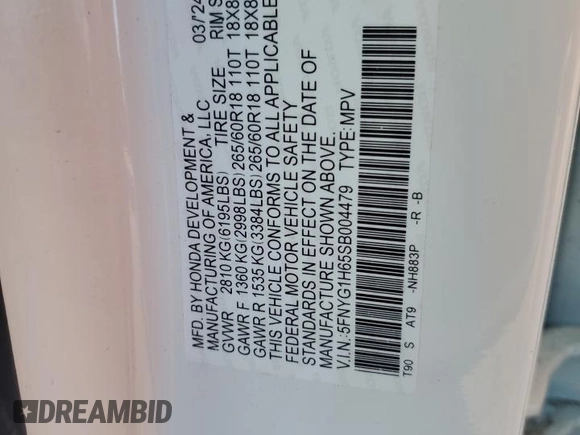 MFD. BY HONDA DEVELOPMENT & 03/'24
MANUFACTURING OF AMERICA, LLC
GVWR 2810 KG(6195LBS) TIRE SIZE RIM S
GAWR F 1360 KG(2998LBS) 265/60R18 110T 18X8
GAWR R 1535 KG(3384LBS) 265/60R18 110T 18X8
THIS VEHICLE CONFORMS TO ALL APPLICABLE
FEDERAL MOTOR VEHICLE SAFETY
STANDARDS IN EFFECT ON THE DATE OF
MANUFACTURE SHOWN ABOVE.
V.I.N.: 5FNYG1H65SB004479 TYPE: MPV
T90 S AT9 -NH883P -R -B
DREAMBID